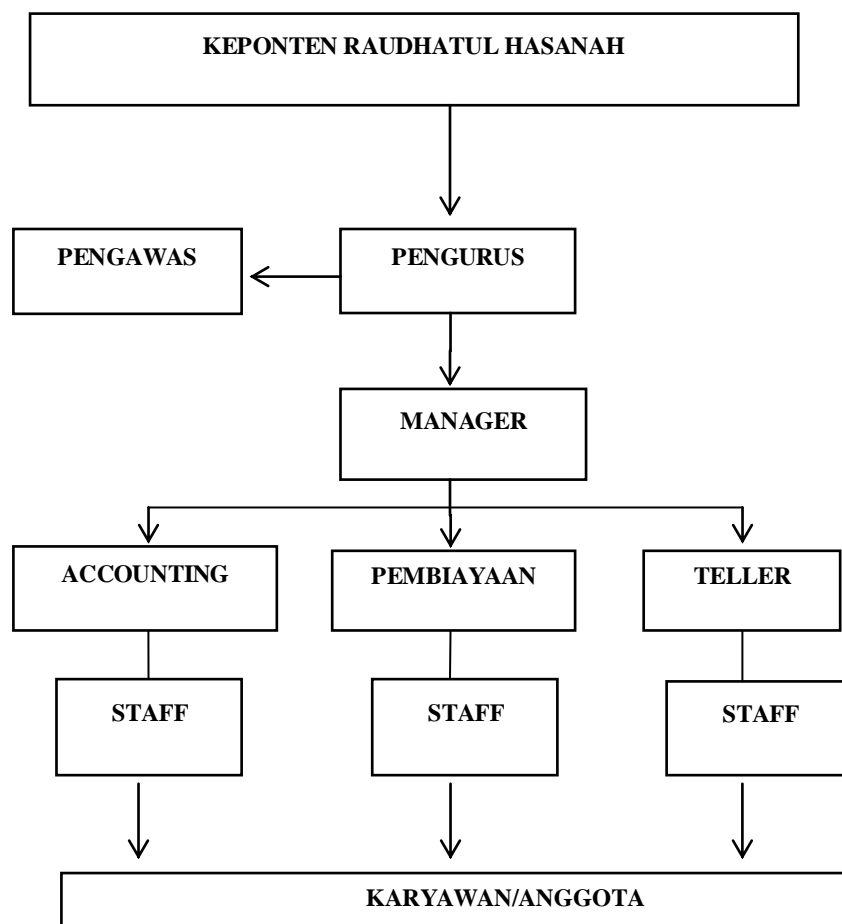 KEPONTEN RAUDHATUL HASANAH
PENGAWAS
PENGURUS
MANAGER
ACCOUNTING
PEMBIAYAAN
TELLER
STAFF
STAFF
STAFF
KARYAWAN/ANGGOTA